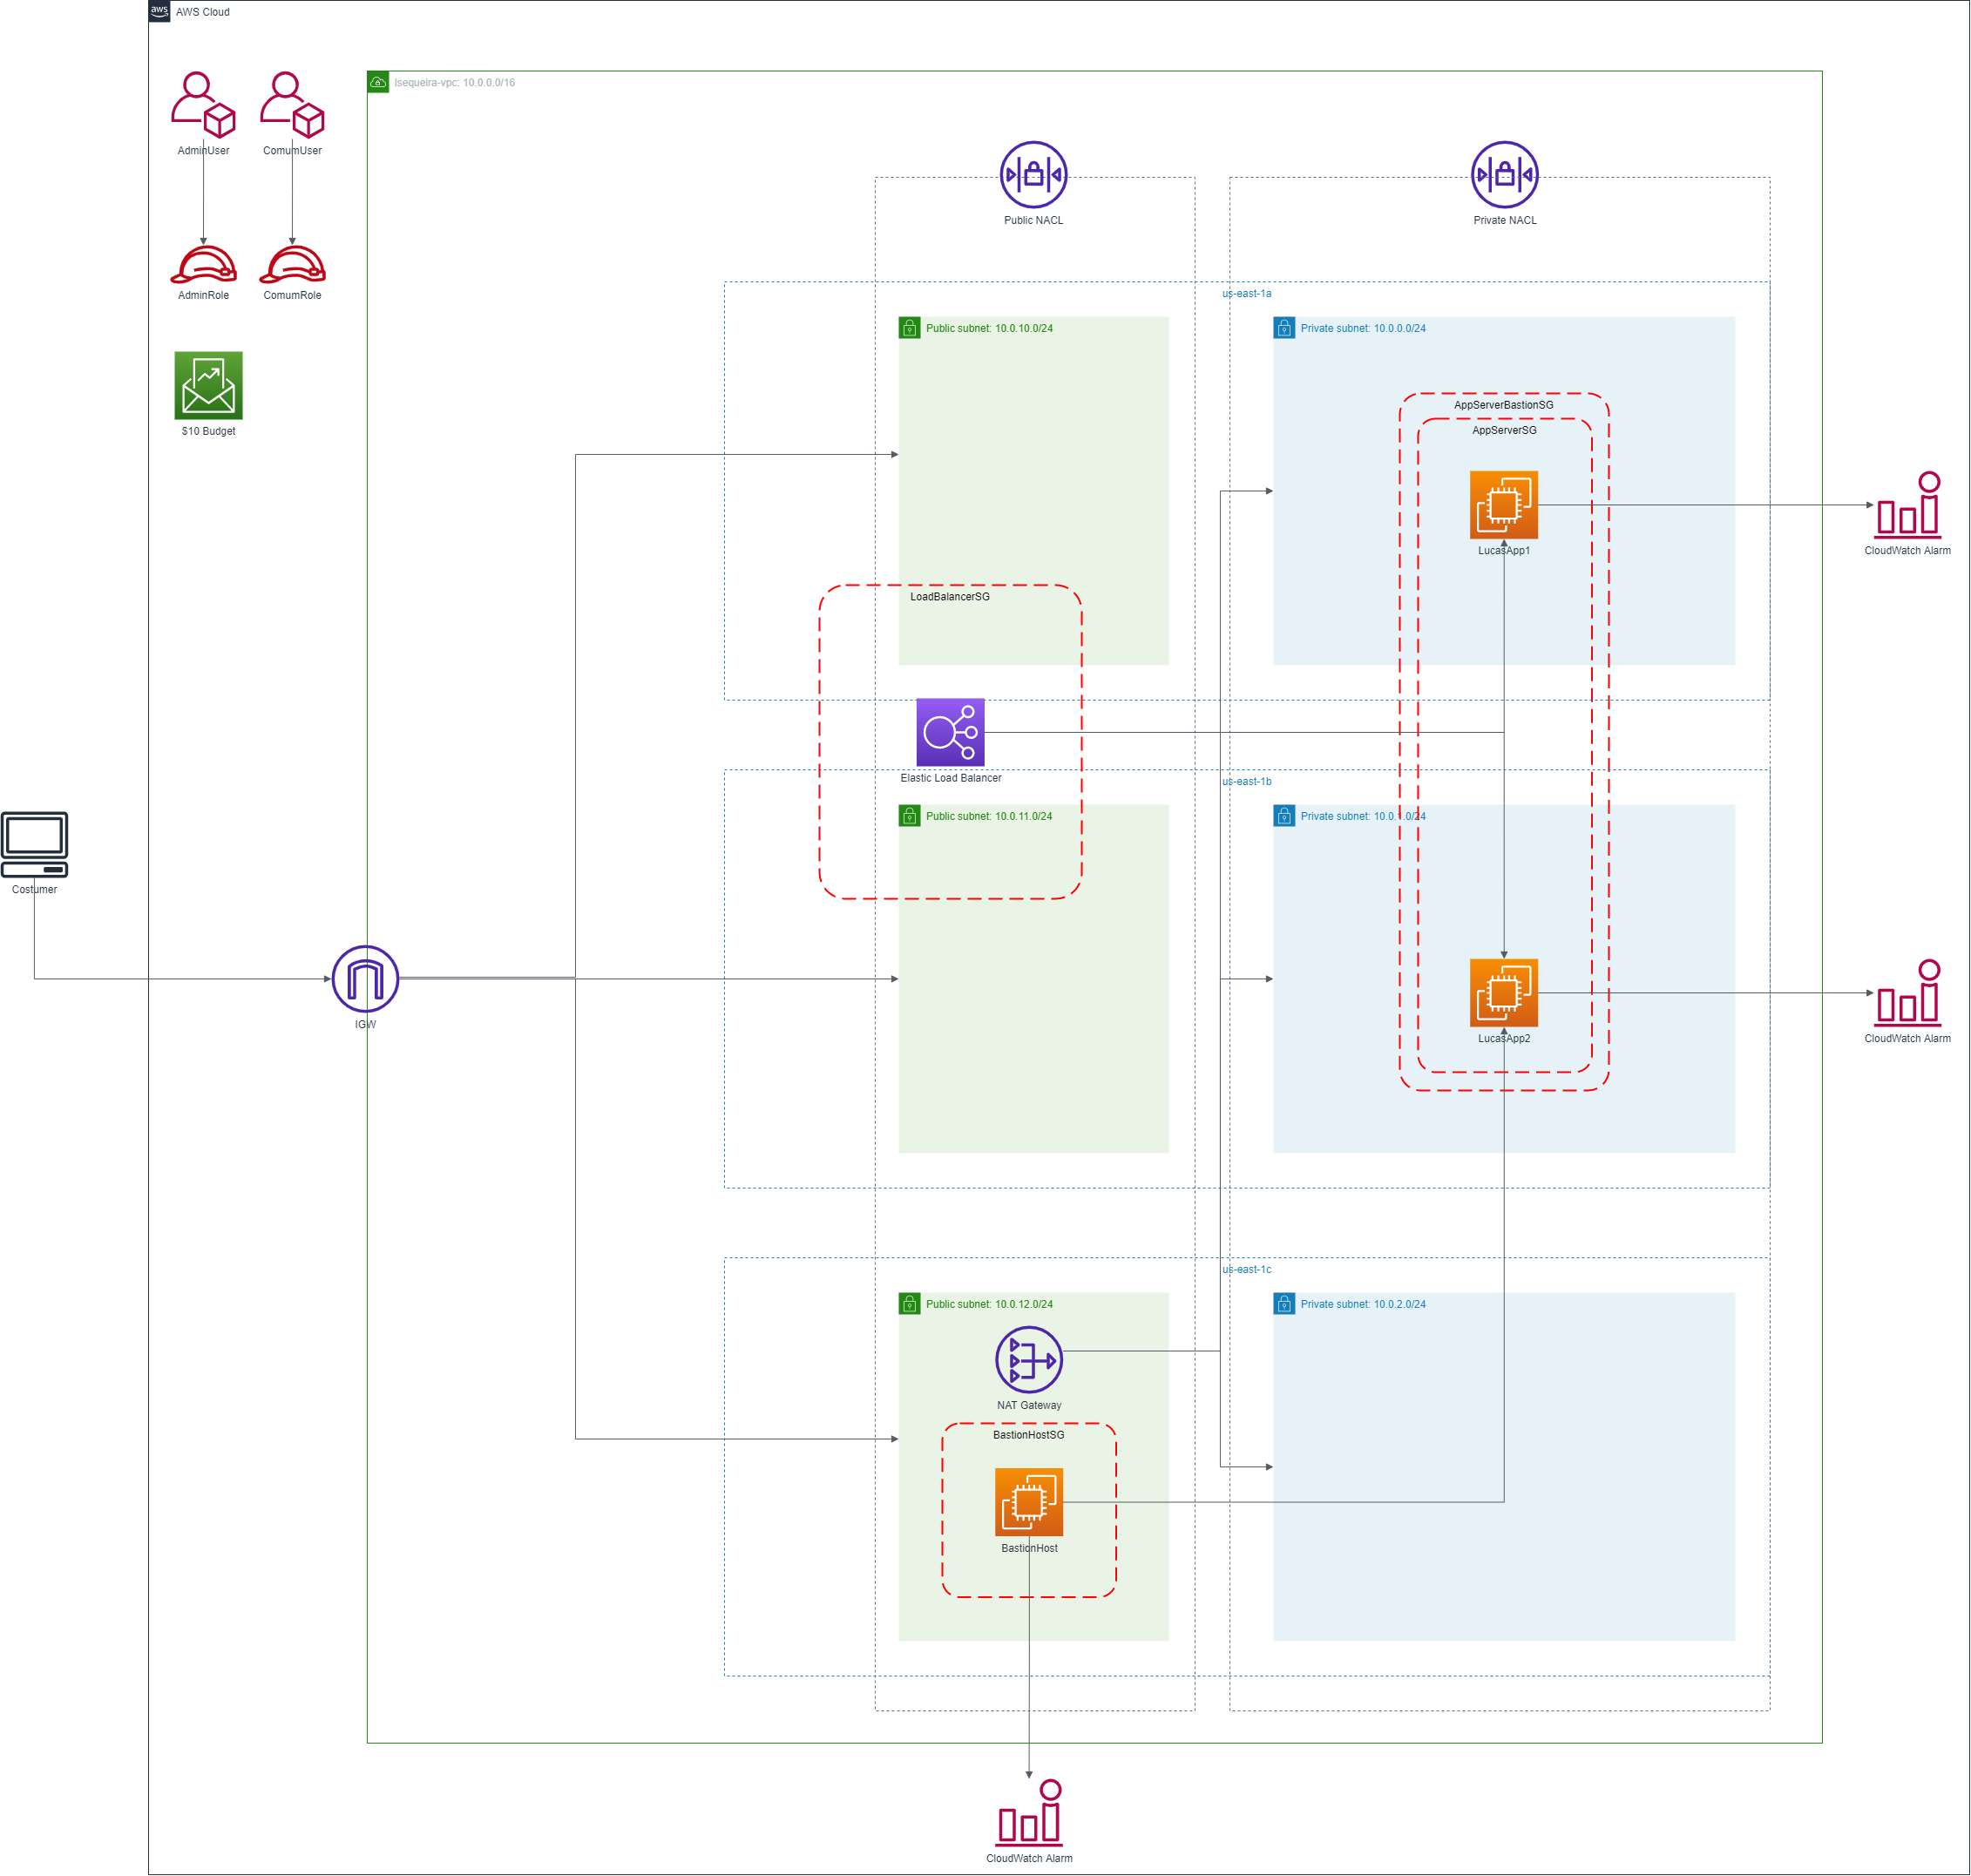 aws
AWS Cloud
lsequeira-vpc: 10.0.0.0/16
AdminUser
ComumUser
Public NACL
Private NACL
AdminRole
ComumRole
us-east-1a
Public subnet: 10.0.10.0/24
Private subnet: 10.0.0.0/24
$10 Budget
AppServerBastionSG
AppServerSG
LucasApp1
CloudWatch Alarm
LoadBalancerSG
Elastic Load Balancer
us-east-1b
Public subnet: 10.0.11.0/24
Private subnet: 10.0.1.0/24
Costumer
IGW
LucasApp2
CloudWatch Alarm
us-east-1c
Public subnet: 10.0.12.0/24
Private subnet: 10.0.2.0/24
NAT Gateway
BastionHostSG
BastionHost
CloudWatch Alarm